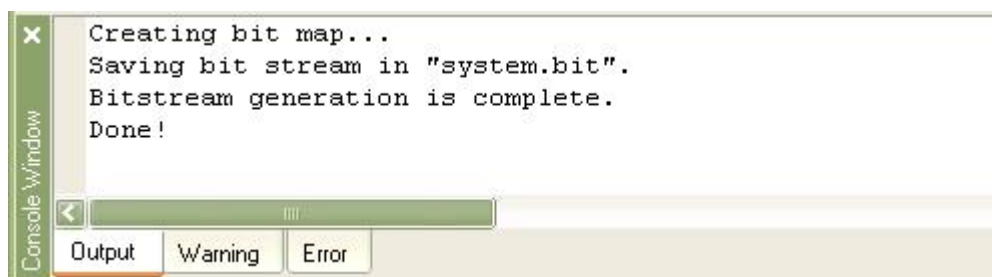 Creating bit map...
Saving bit stream in "system.bit".
Bitstream generation is complete.
Done!
Console Window
Output Warning Error